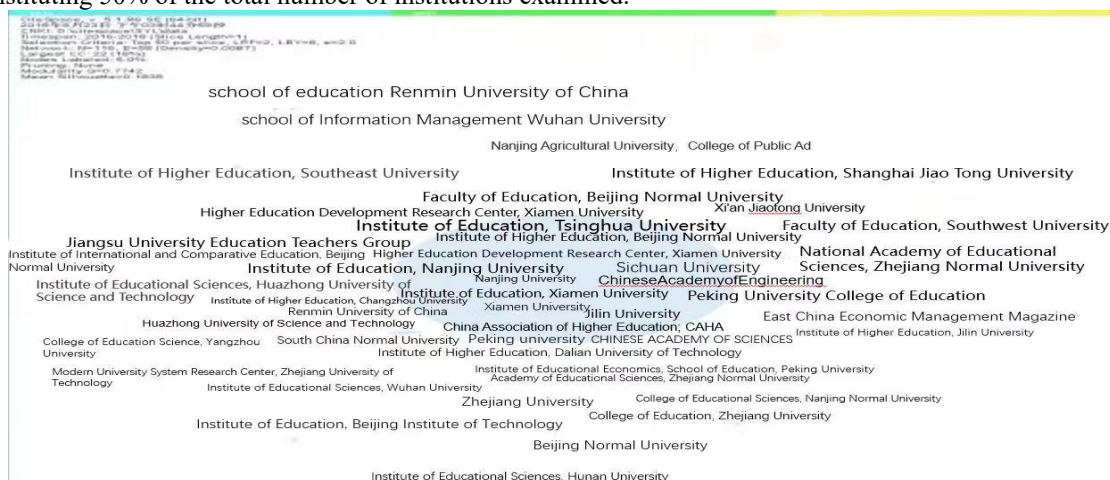 stituting 50% of the total number of institutions examined.
school of education Renmin University of China
school of Information Management Wuhan University
Nanjing Agricultural University, College of Public Ad
Institute of Higher Education, Southeast University
Institute of Higher Education, Shanghai Jiao Tong University
Faculty of Education, Beijing Normal University
Xi'an Jiaotong University
Higher Education Development Research Center, Xiamen University
Institute of Education, Tsinghua University
Faculty of Education, Southwest University
Jiangsu University Education Teachers Group
Institute of Higher Education, Beijing Normal University
Institute of International and Comparative Education, Beijing
Normal University
Higher Education Development Research Center, Xiamen University
National Academy of Educational
Sciences, Zhejiang Normal University
Institute of Education, Nanjing University
Sichuan University
Nanjing University
ChineseAcademyofEngineering
Institute of Educational Sciences, Huazhong University of
Science and Technology
Institute of Education, Xiamen University
Peking University College of Education
Institute of Higher Education, Changzhou University
Xiamen University
Renmin University of China
Jilin University
East China Economic Management Magazine
Huazhong University of Science and Technology
China Association of Higher Education; CAHA
Institute of Higher Education, Jilin University
College of Education Science, Yangzhou
University
South China Normal University
Peking university
CHINESE ACADEMY OF SCIENCES
Institute of Higher Education, Dalian University of Technology
Modern University System Research Center, Zhejiang University of
Technology
Institute of Educational Economics, School of Education, Peking University
Academy of Educational Sciences, Zhejiang Normal University
Institute of Educational Sciences, Wuhan University
Zhejiang University
College of Educational Sciences, Nanjing Normal University
College of Education, Zhejiang University
Institute of Education, Beijing Institute of Technology
Beijing Normal University
Institute of Educational Sciences, Hunan University